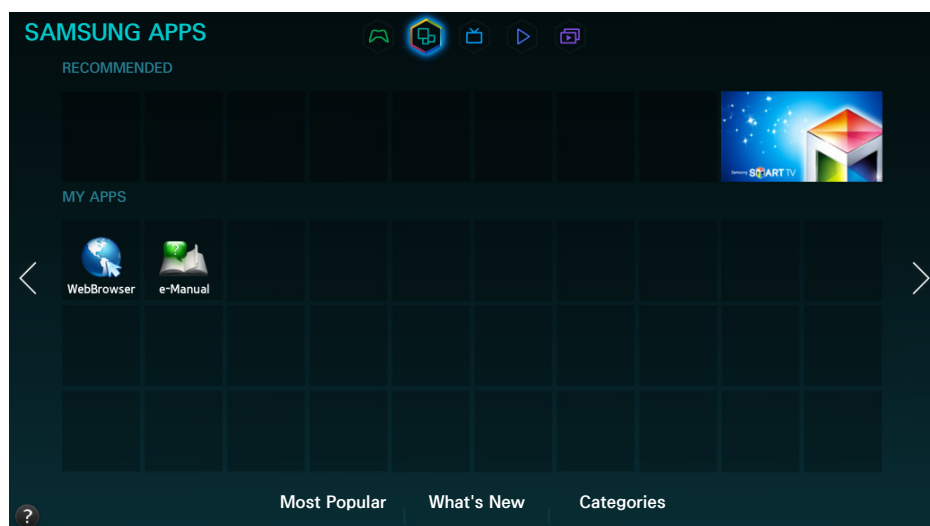 SAMSUNG APPS
RECOMMENDED
Samsung SMART TV
MY APPS
WebBrowser e-Manual
Most Popular What's New Categories
?